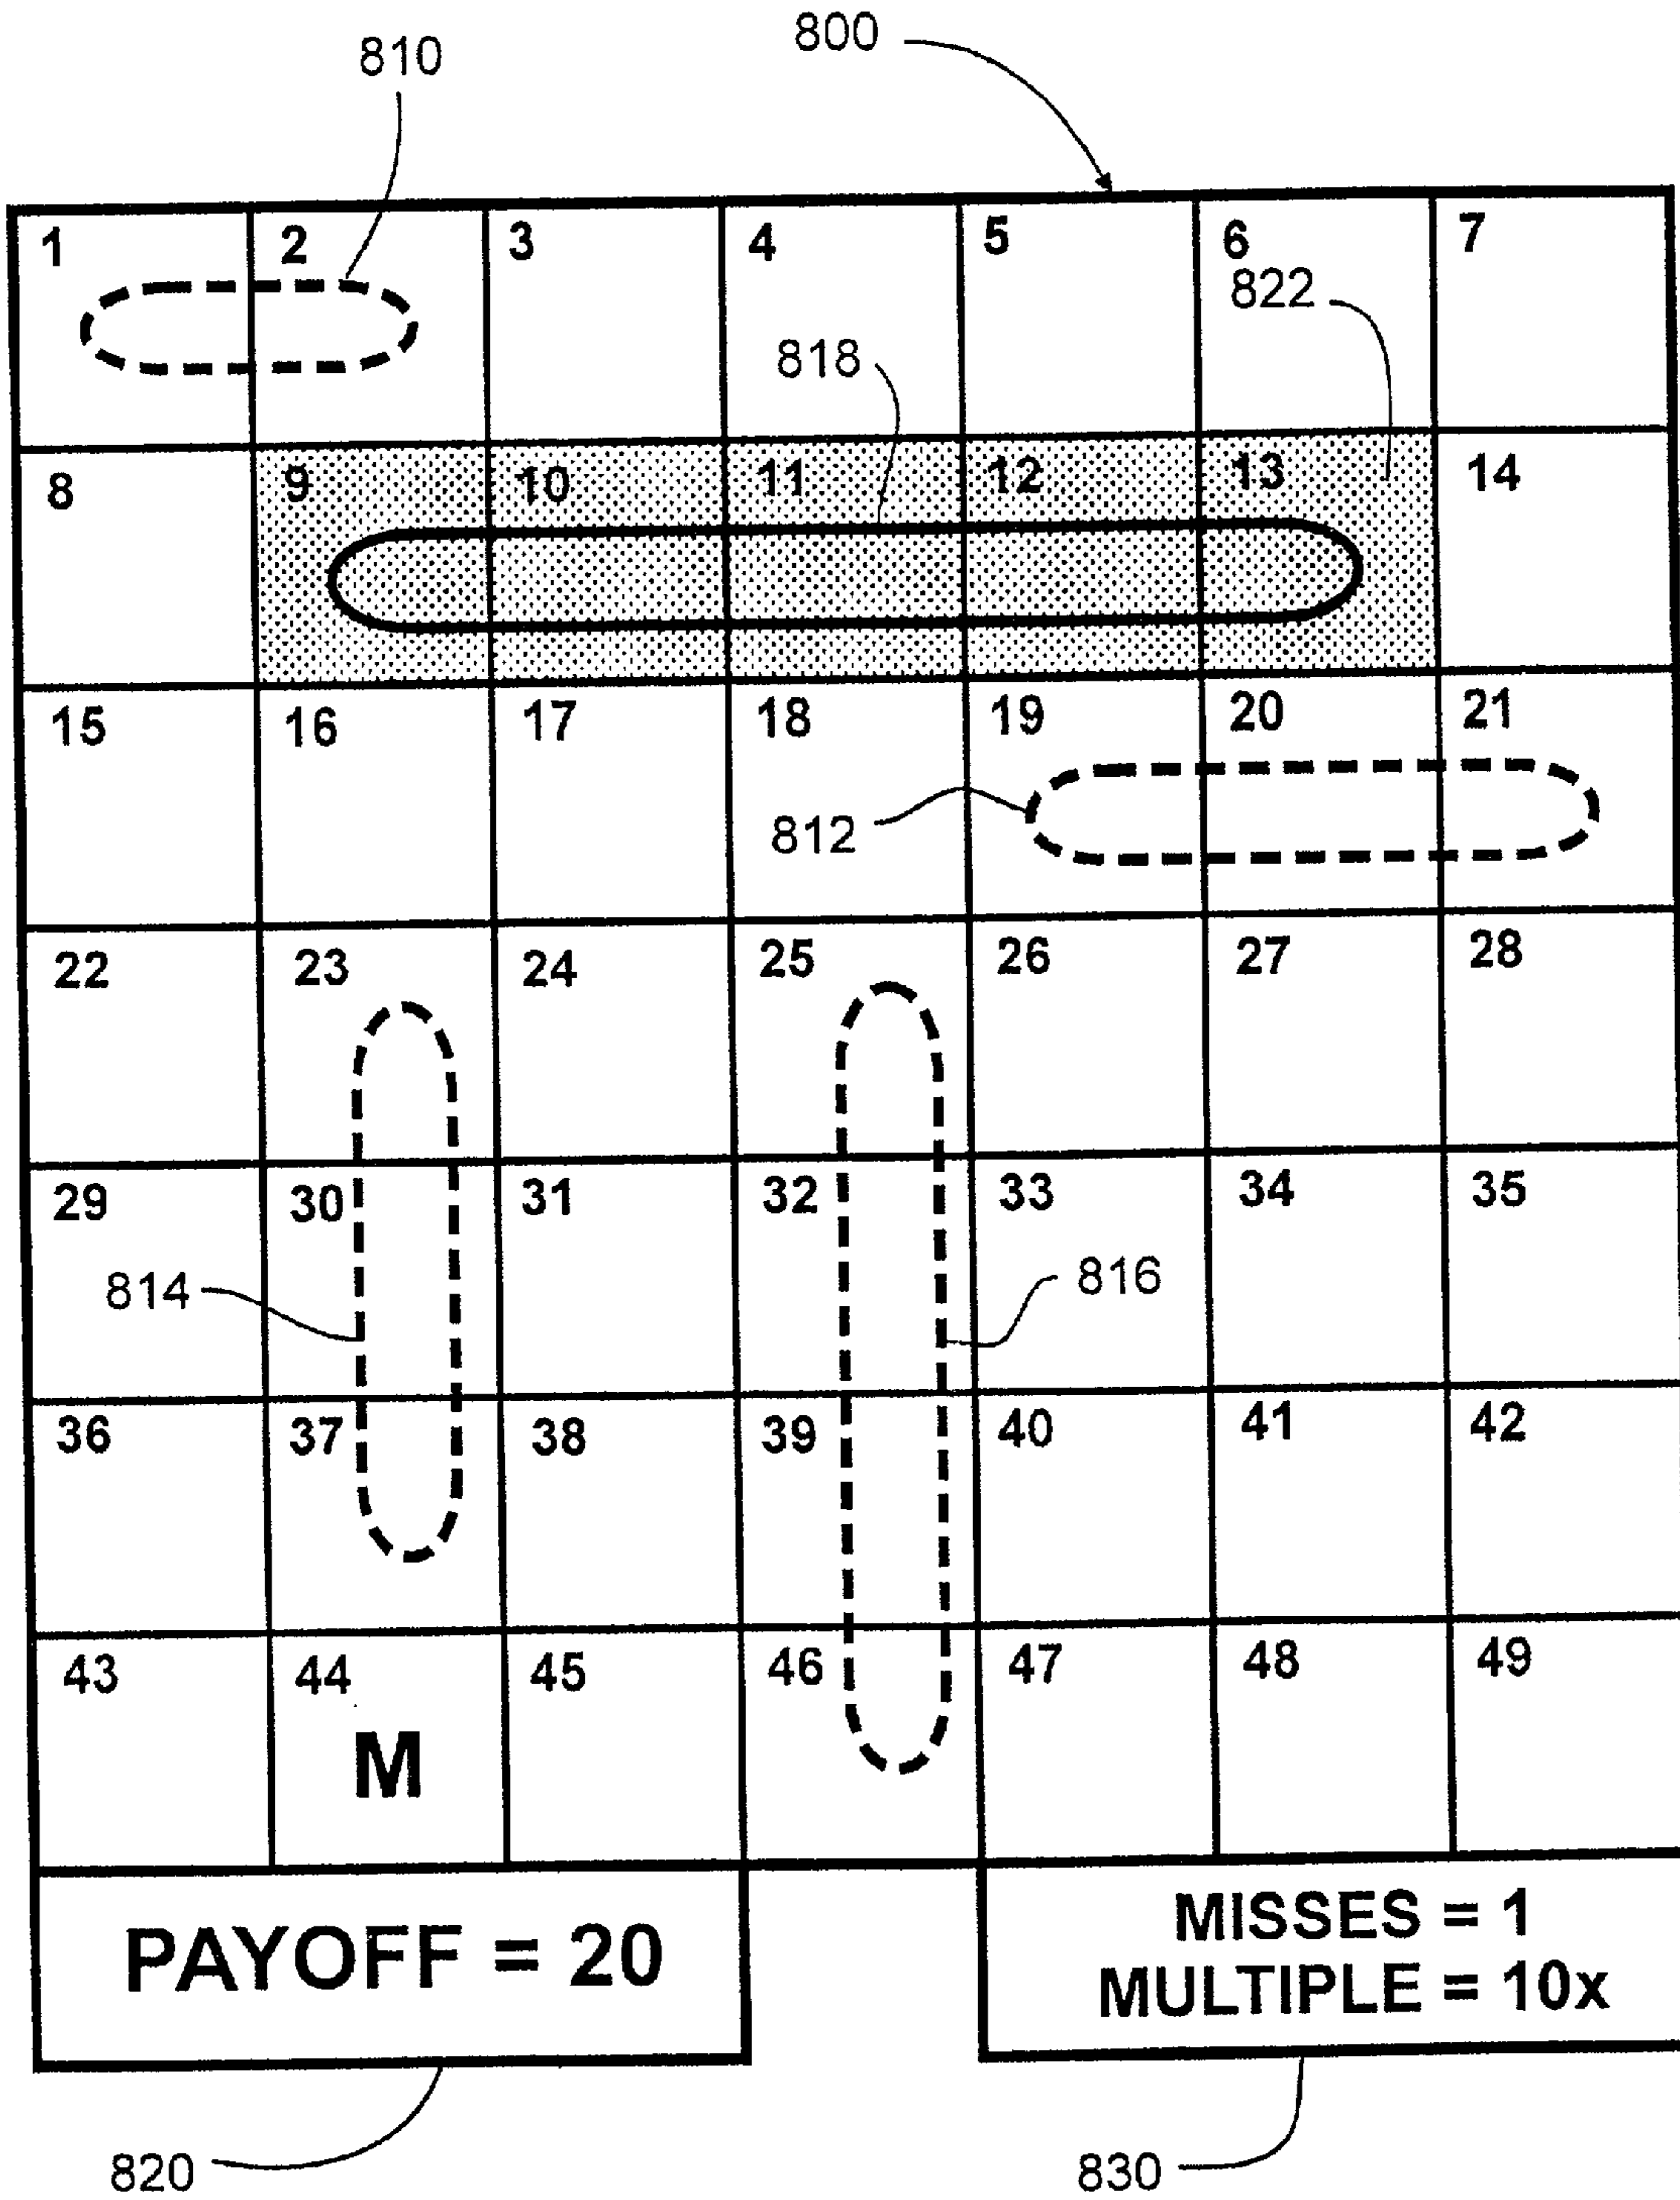 810
800
1 2 3 4 5 6 7
822
818
8 9 10 11 12 13 14
15 16 17 18 19 20 21
812
22 23 24 25 26 27 28
29 30 31 32 33 34 35
814
816
36 37 38 39 40 41 42
43 44 45 46 47 48 49
M
PAYOFF = 20
MISSES = 1
MULTIPLE = 10x
820
830